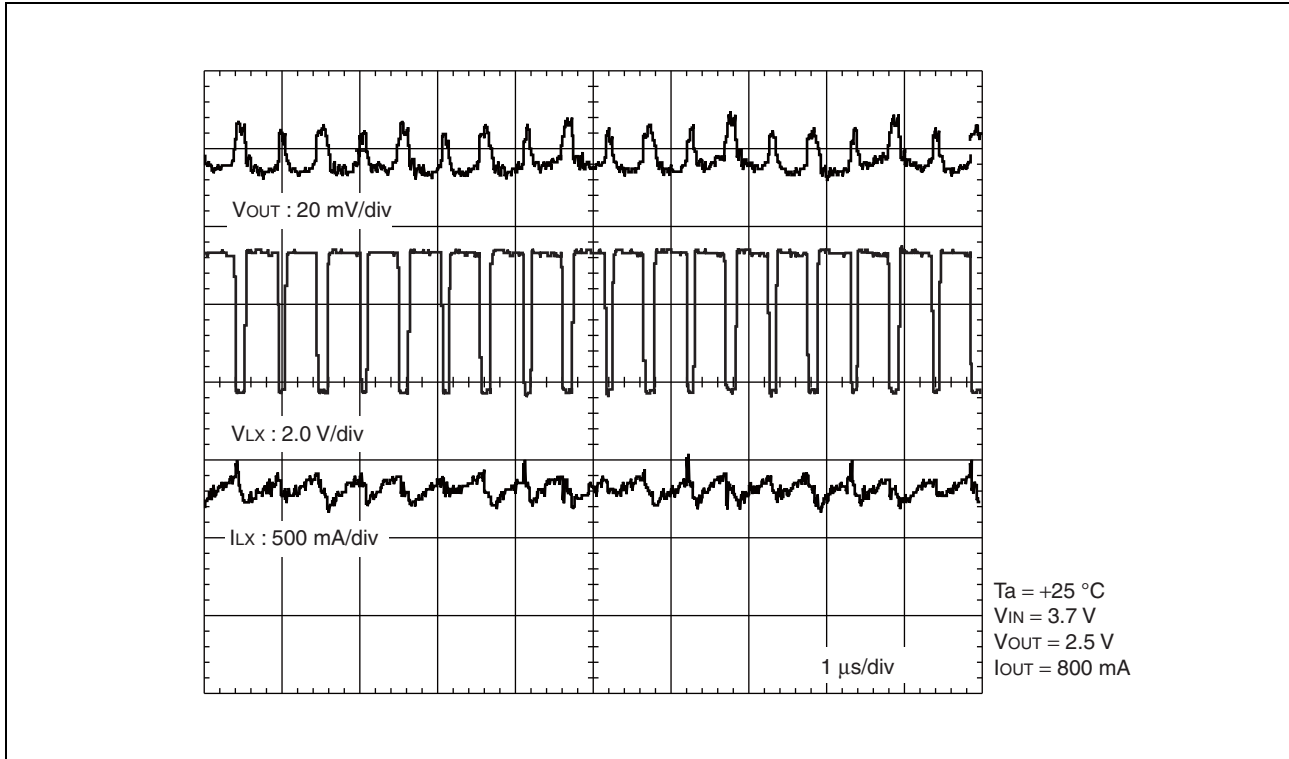 VOUT : 20 mV/div
VLX : 2.0 V/div
ILX : 500 mA/div
1 μs/div
Ta = +25 °C
VIN = 3.7 V
VOUT = 2.5 V
IOUT = 800 mA